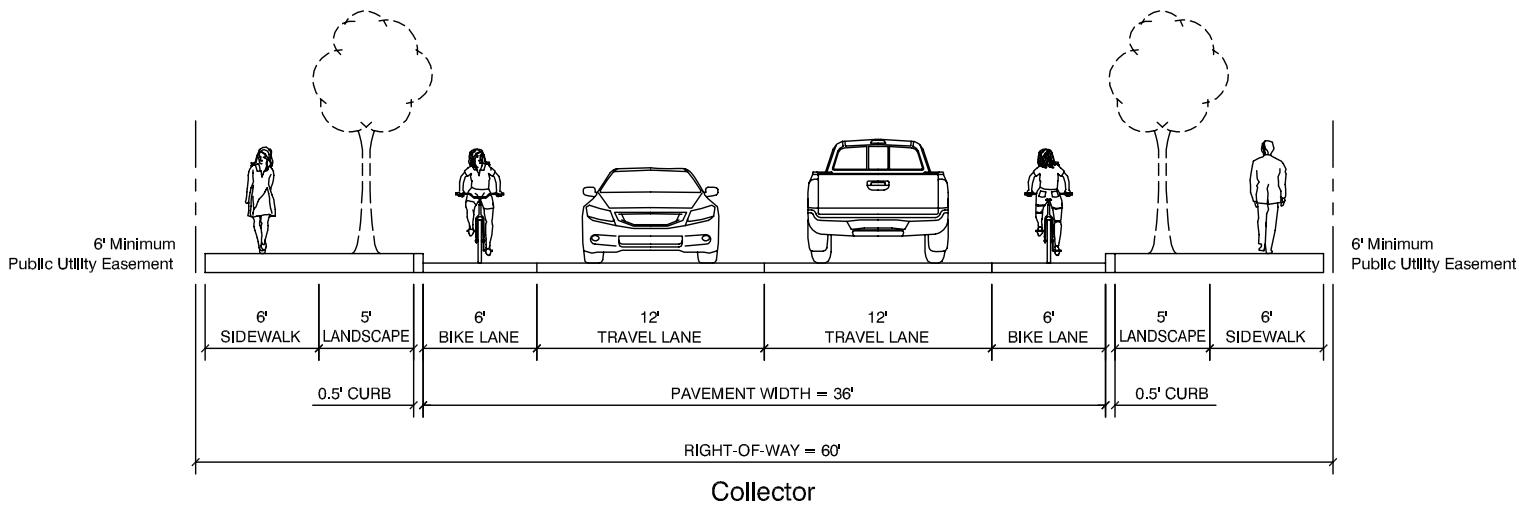 6' Minimum
Public Utility Easement
6' Minimum
Public Utility Easement
6'
SIDEWALK
5'
LANDSCAPE
6'
BIKE LANE
12'
TRAVEL LANE
12'
TRAVEL LANE
6'
BIKE LANE
5'
LANDSCAPE
6'
SIDEWALK
0.5' CURB
PAVEMENT WIDTH = 36'
0.5' CURB
RIGHT-OF-WAY = 60'
Collector